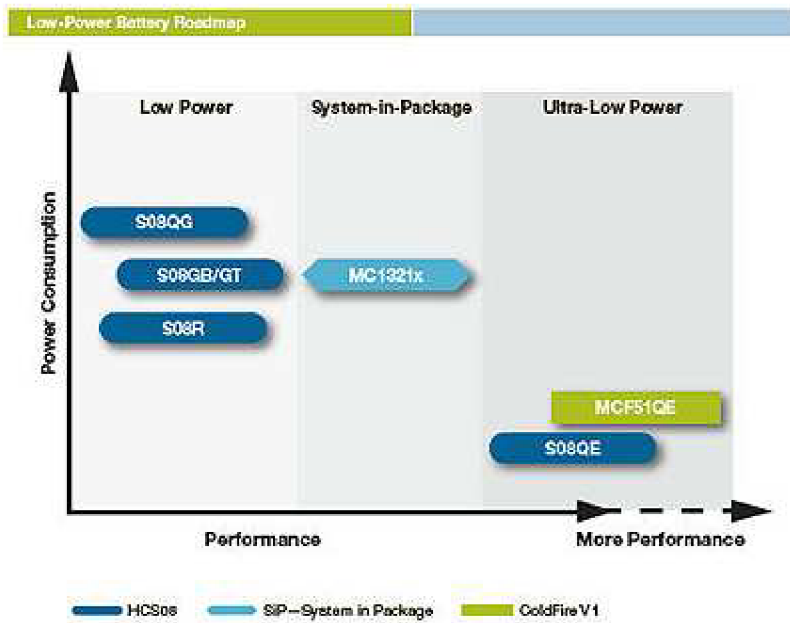 Low-Power Battery Roadmap
Low Power
System-in-Package
Ultra-Low Power
Power Consumption
S08QG
S08GB/GT
MC1321x
S08R
MCF51QE
S08QE
Performance
More Performance
HCS08
SiP—System in Package
ColdFire V1